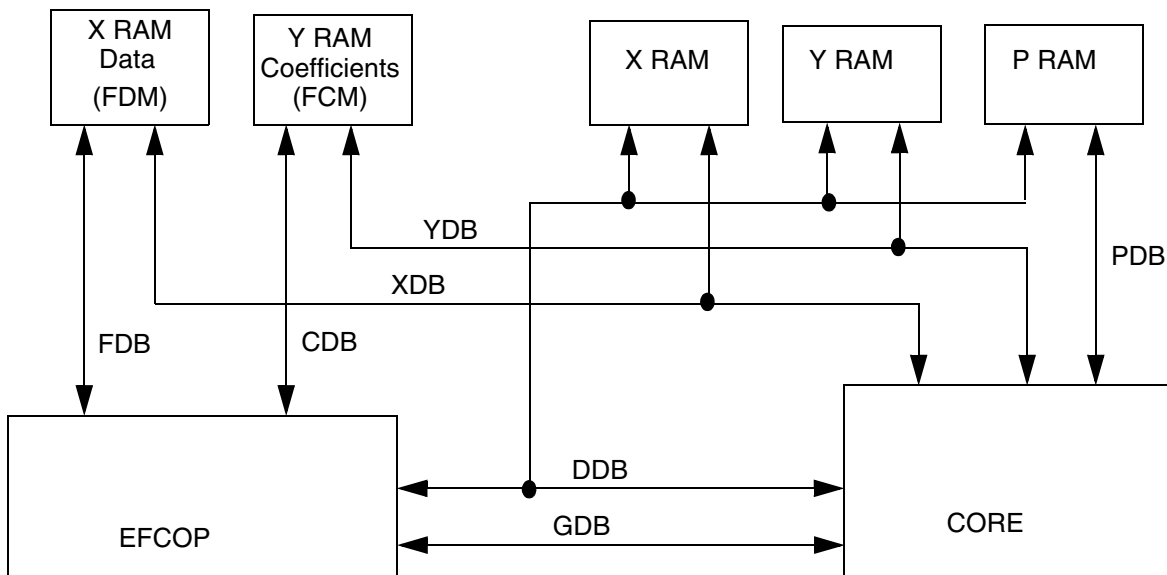 X RAM
Data
(FDM)
Y RAM
Coefficients
(FCM)
X RAM
Y RAM
P RAM
YDB
PDB
XDB
FDB
CDB
DDB
GDB
EFCOP
CORE